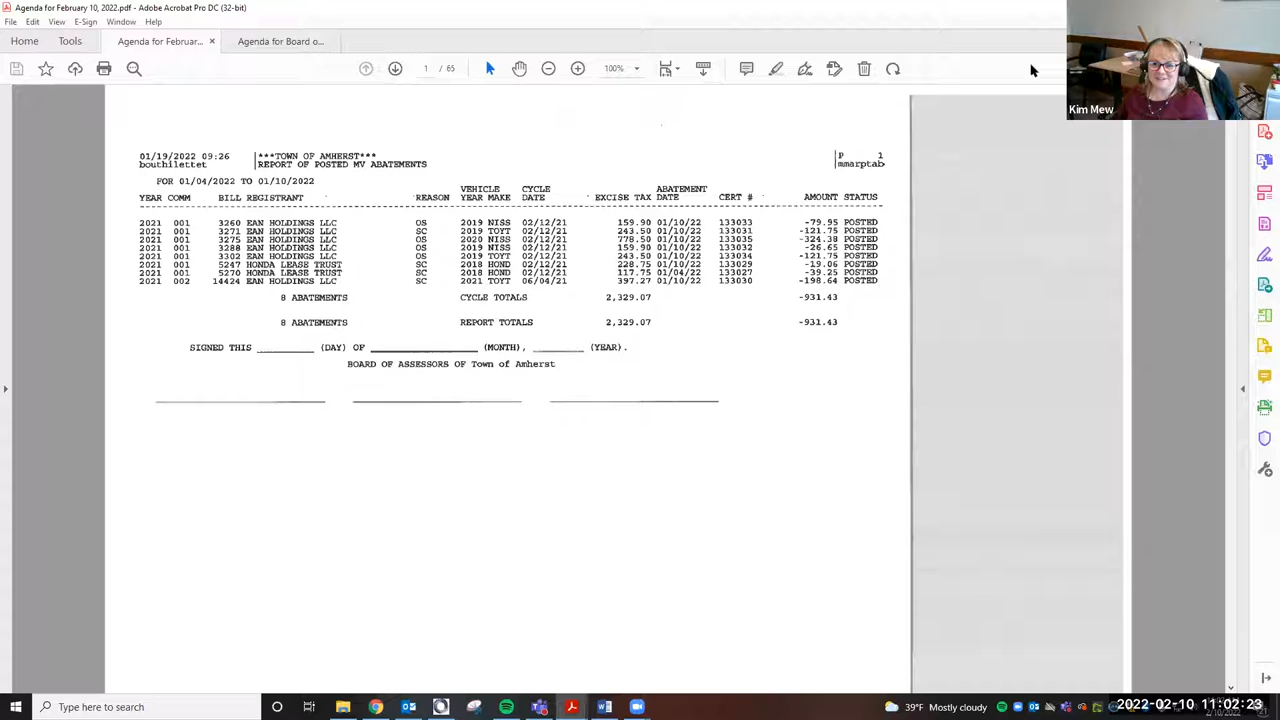 Agenda for February 10, 2022.pdf - Adobe Acrobat Pro DC (32-bit)
File Edit View E-Sign Window Help
Home Tools Agenda for Februar... × Agenda for Board o...
1 / 65 100%
Kim Mew
01/19/2022 09:26 |***TOWN OF AMHERST*** |P 1
bouthilettet |REPORT OF POSTED MV ABATEMENTS |mmarptab
FOR 01/04/2022 TO 01/10/2022
VEHICLE CYCLE ABATEMENT
YEAR COMM BILL REGISTRANT REASON YEAR MAKE DATE EXCISE TAX DATE CERT # AMOUNT STATUS
2021 001 3260 EAN HOLDINGS LLC OS 2019 NISS 02/12/21 159.90 01/10/22 133033 -79.95 POSTED
2021 001 3271 EAN HOLDINGS LLC SC 2019 TOYT 02/12/21 243.50 01/10/22 133031 -121.75 POSTED
2021 001 3275 EAN HOLDINGS LLC OS 2020 NISS 02/12/21 778.50 01/10/22 133035 -324.38 POSTED
2021 001 3288 EAN HOLDINGS LLC OS 2019 NISS 02/12/21 159.90 01/10/22 133032 -26.65 POSTED
2021 001 3302 EAN HOLDINGS LLC OS 2019 TOYT 02/12/21 243.50 01/10/22 133034 -121.75 POSTED
2021 001 5247 HONDA LEASE TRUST SC 2018 HOND 02/12/21 228.75 01/10/22 133029 -19.06 POSTED
2021 001 5270 HONDA LEASE TRUST SC 2018 HOND 02/12/21 117.75 01/04/22 133027 -39.25 POSTED
2021 002 14424 EAN HOLDINGS LLC SC 2021 TOYT 06/04/21 397.27 01/10/22 133030 -198.64 POSTED
8 ABATEMENTS CYCLE TOTALS 2,329.07 -931.43
8 ABATEMENTS REPORT TOTALS 2,329.07 -931.43
SIGNED THIS ________ (DAY) OF ________________ (MONTH), ________ (YEAR).
BOARD OF ASSESSORS OF Town of Amherst
Type here to search
39°F Mostly cloudy
2022-02-10 11:02:23